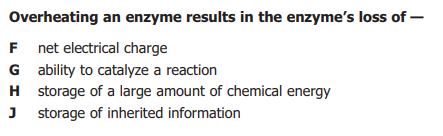 Overheating an enzyme results in the enzyme’s loss of —
F net electrical charge
G ability to catalyze a reaction
H storage of a large amount of chemical energy
J storage of inherited information